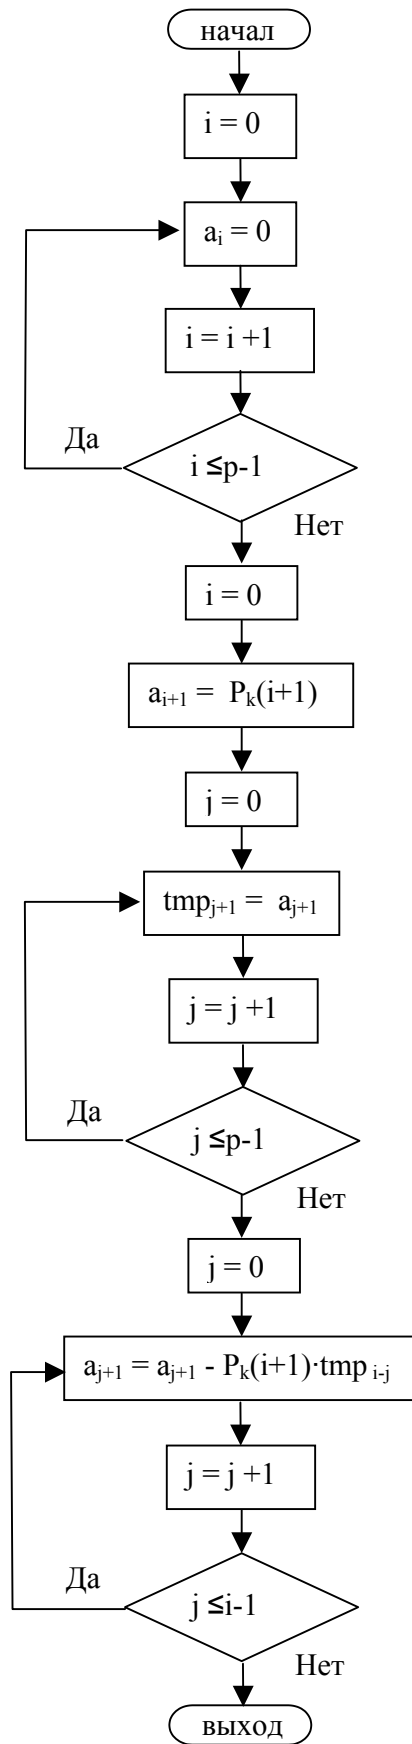 начал
i = 0
aᵢ = 0
i = i +1
Да
i ≤p-1
Нет
i = 0
aᵢ₊₁ = Pₖ(i+1)
j = 0
tmpⱼ₊₁ = aⱼ₊₁
j = j +1
Да
j ≤p-1
Нет
j = 0
aⱼ₊₁ = aⱼ₊₁ - Pₖ(i+1)·tmp ᵢ₋ⱼ
j = j +1
Да
j ≤i-1
Нет
выход